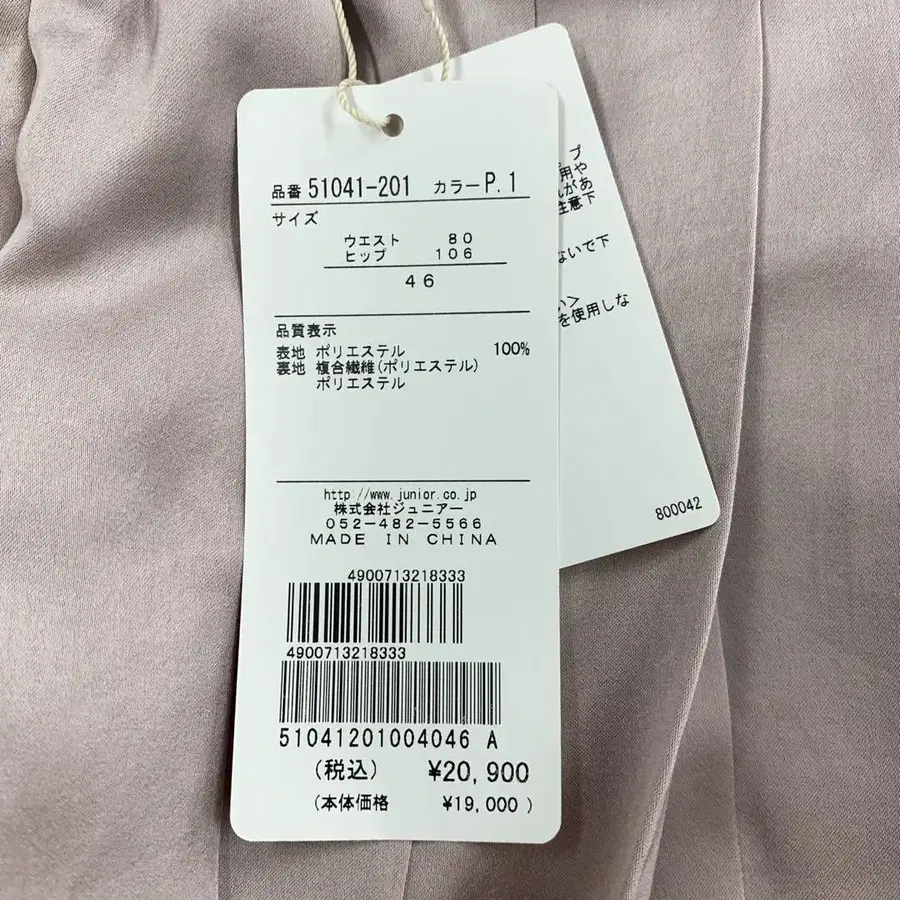 品番 51041-201 カラー P.1
サイズ
ウエスト 80
ヒップ 106
46
品質表示
表地 ポリエステル 100%
裏地 複合繊維(ポリエステル)
ポリエステル
http://www.junior.co.jp
株式会社ジュニアー
052-482-5566
MADE IN CHINA
4900713218333
4900713218333
51041201004046 A
(税込) ¥20,900
(本体価格 ¥19,000 )
プ
用や
があ
注意下
ないで下
い>
を使用しな
800042